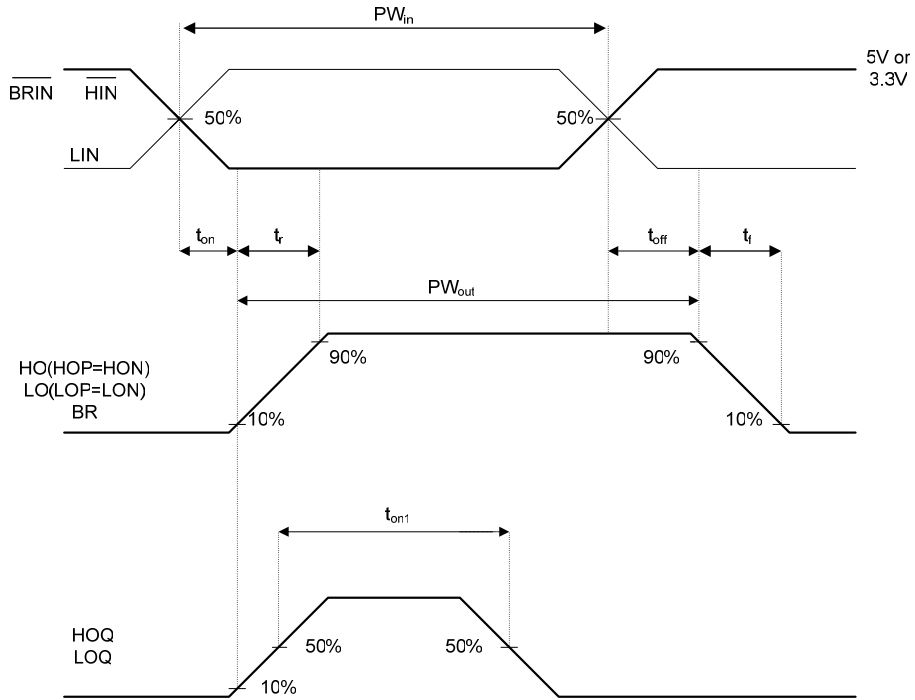 PWin
5V or
3.3V
BRIN HIN
50%
50%
LIN
ton
tr
toff
tf
PWout
HO(HOP=HON)
LO(LOP=LON)
BR
90%
90%
10%
10%
ton1
HOQ
LOQ
50%
50%
10%